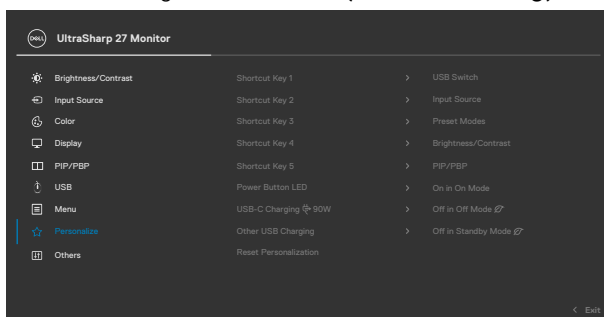 DELL UltraSharp 27 Monitor
Brightness/Contrast Shortcut Key 1 > USB Switch
Input Source Shortcut Key 2 > Input Source
Color Shortcut Key 3 > Preset Modes
Display Shortcut Key 4 > Brightness/Contrast
PIP/PBP Shortcut Key 5 > PIP/PBP
USB Power Button LED > On in On Mode
Menu USB-C Charging 90W > Off in Off Mode
Personalize Other USB Charging > Off in Standby Mode
Others Reset Personalization
< Exit